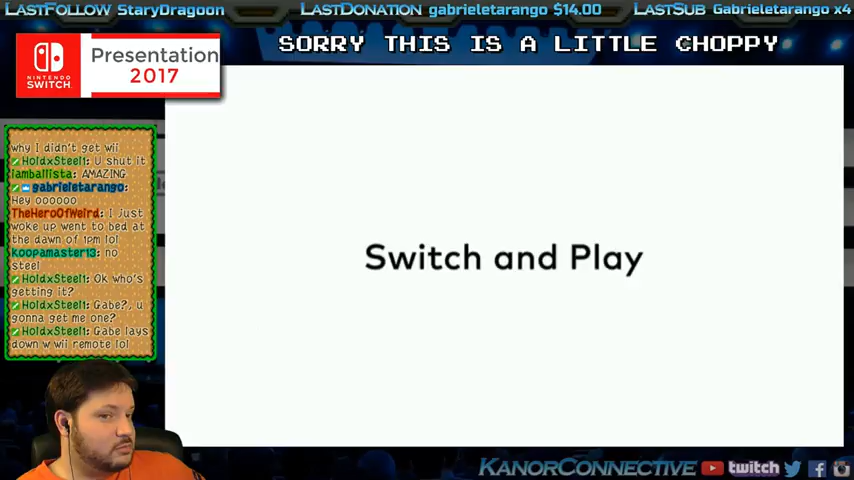 LASTFOLLOW StaryDragoon
LASTDONATION gabrieletarango $14.00
LASTSUB Gabrieletarango x4
SORRY THIS IS A LITTLE CHOPPY
NINTENDO
SWITCH
Presentation
2017
why I didn't get wii
HoldxSteel1: U shut it
iamballista: AMAZING
gabrieletarango:
Hey oooooo
TheHeroOfWeird: I Just
woke up went to bed at
the dawn of 1pm lol
koopamaster13: no
steel
HoldxSteel1: Ok who's
getting it?
HoldxSteel1: Gabe?, u
gonna get me one?
HoldxSteel1: Gabe lays
down w wii remote lol
Switch and Play
KANORCONNECTIVE
twitch